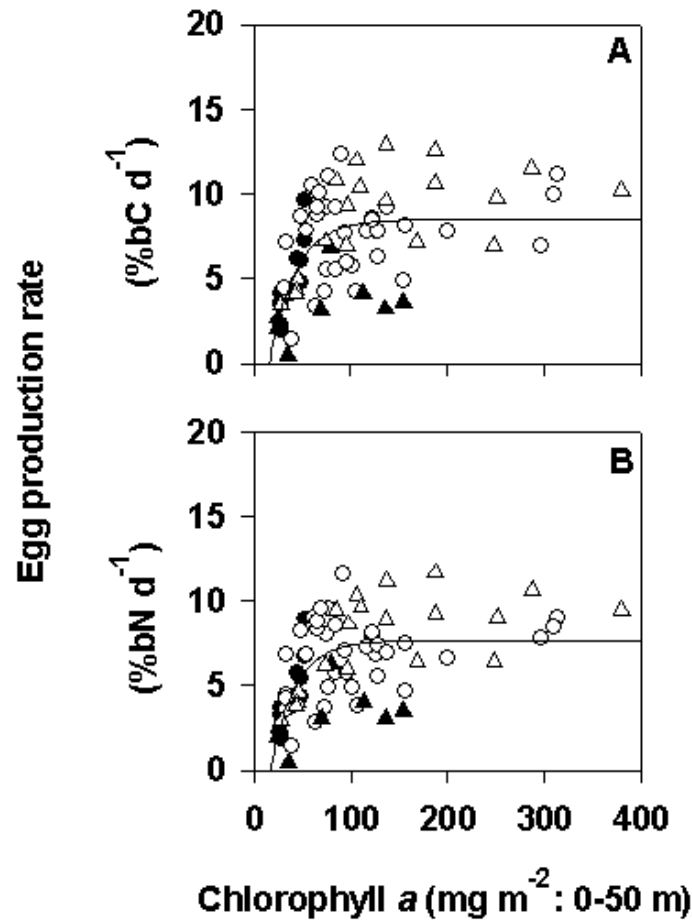 20
A
15
10
5
0
(%bC d⁻¹)
Egg production rate
20
B
15
10
5
0
(%bN d⁻¹)
0 100 200 300 400
Chlorophyll a (mg m⁻² : 0-50 m)